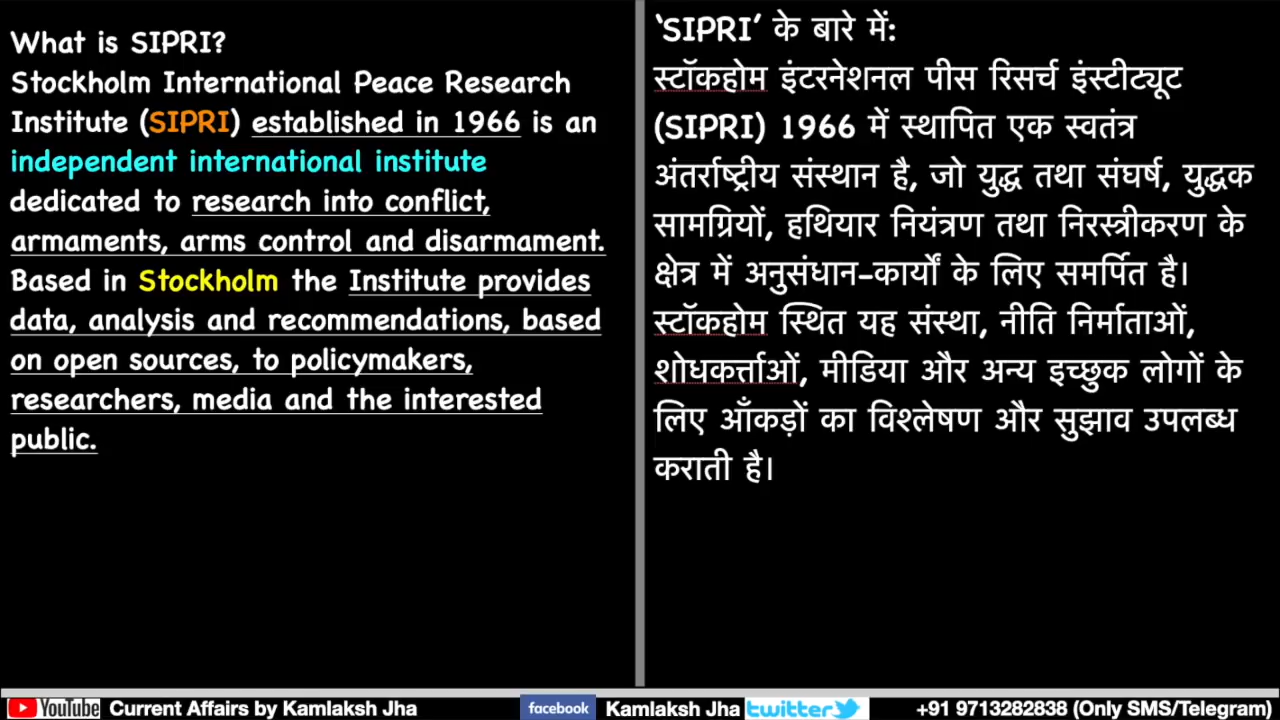 What is SIPRI?
Stockholm International Peace Research
Institute (SIPRI) established in 1966 is an
independent international institute
dedicated to research into conflict,
armaments, arms control and disarmament.
Based in Stockholm the Institute provides
data, analysis and recommendations, based
on open sources, to policymakers,
researchers, media and the interested
public.
‘SIPRI’ के बारे में:
स्टॉकहोम इंटरनेशनल पीस रिसर्च इंस्टीट्यूट
(SIPRI) 1966 में स्थापित एक स्वतंत्र
अंतर्राष्ट्रीय संस्थान है, जो युद्ध तथा संघर्ष, युद्धक
सामग्रियों, हथियार नियंत्रण तथा निरस्त्रीकरण के
क्षेत्र में अनुसंधान-कार्यों के लिए समर्पित है।
स्टॉकहोम स्थित यह संस्था, नीति निर्माताओं,
शोधकर्त्ताओं, मीडिया और अन्य इच्छुक लोगों के
लिए आँकड़ों का विश्लेषण और सुझाव उपलब्ध
कराती है।
YouTube Current Affairs by Kamlaksh Jha facebook Kamlaksh Jha twitter +91 9713282838 (Only SMS/Telegram)